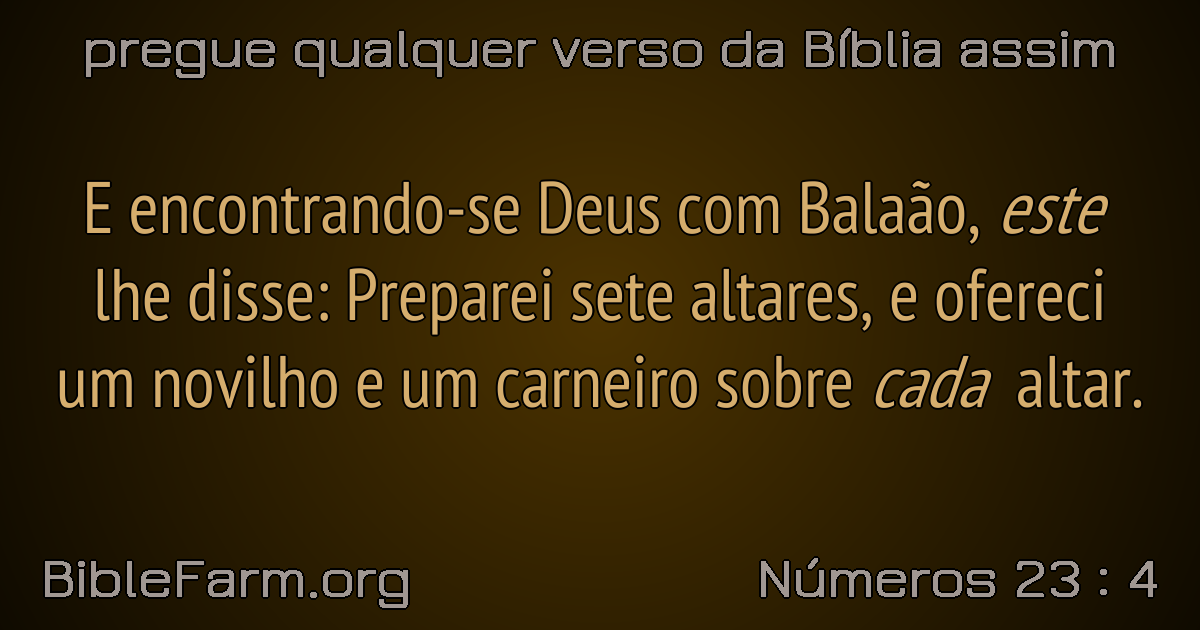 pregue qualquer verso da Bíblia assim
E encontrando-se Deus com Balaão, este
lhe disse: Preparei sete altares, e ofereci
um novilho e um carneiro sobre cada altar.
BibleFarm.org
Números 23 : 4